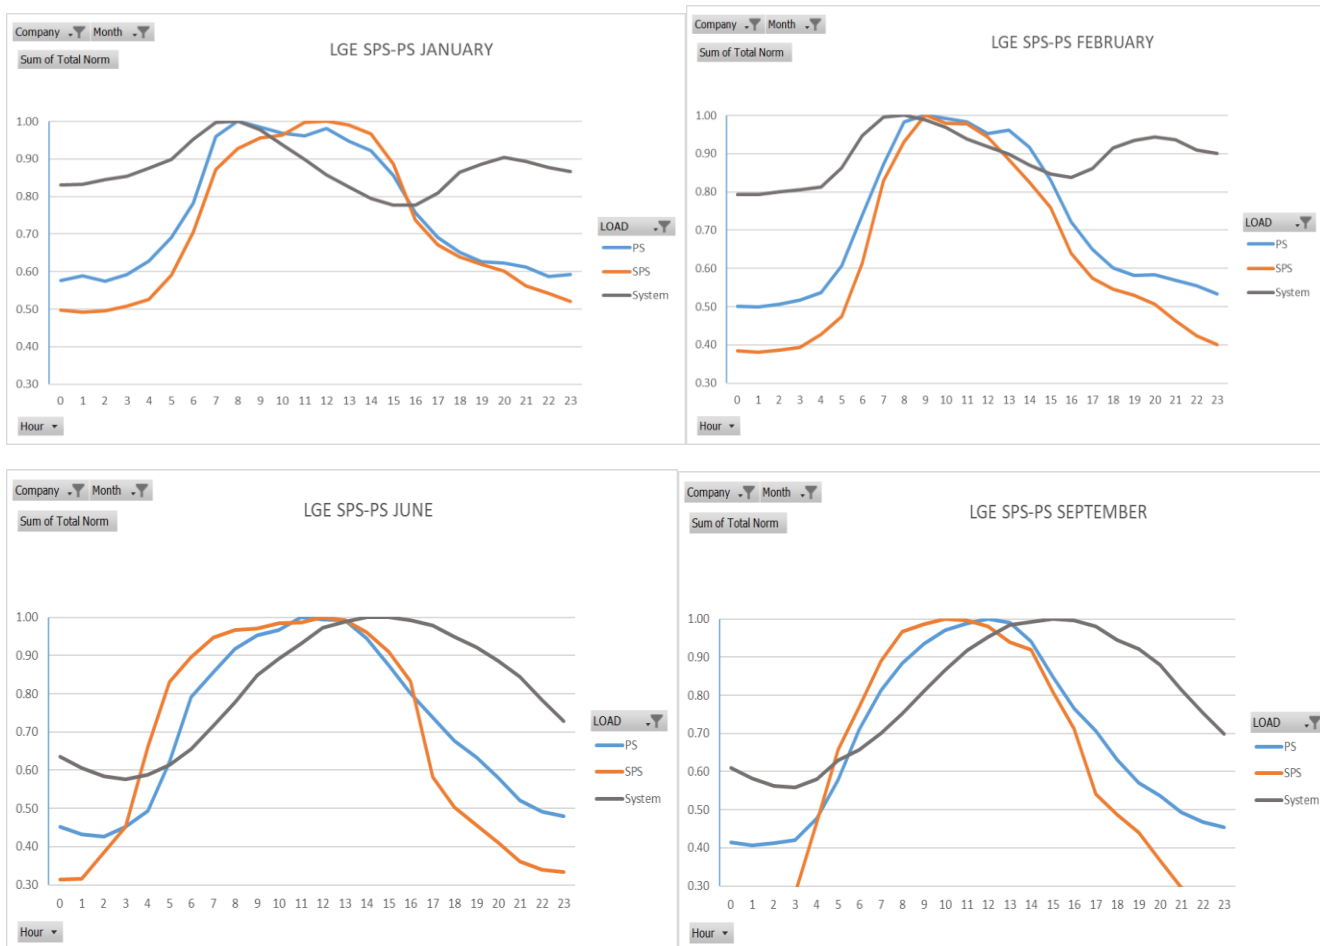 Company Month
Sum of Total Norm
LGE SPS-PS JANUARY
1.00
0.90
0.80
0.70
0.60
0.50
0.40
0.30
0 1 2 3 4 5 6 7 8 9 10 11 12 13 14 15 16 17 18 19 20 21 22 23
LOAD
PS
SPS
System
Hour
Company Month
Sum of Total Norm
LGE SPS-PS FEBRUARY
1.00
0.90
0.80
0.70
0.60
0.50
0.40
0.30
0 1 2 3 4 5 6 7 8 9 10 11 12 13 14 15 16 17 18 19 20 21 22 23
LOAD
PS
SPS
System
Hour
Company Month
Sum of Total Norm
LGE SPS-PS JUNE
1.00
0.90
0.80
0.70
0.60
0.50
0.40
0.30
0 1 2 3 4 5 6 7 8 9 10 11 12 13 14 15 16 17 18 19 20 21 22 23
LOAD
PS
SPS
System
Hour
Company Month
Sum of Total Norm
LGE SPS-PS SEPTEMBER
1.00
0.90
0.80
0.70
0.60
0.50
0.40
0.30
0 1 2 3 4 5 6 7 8 9 10 11 12 13 14 15 16 17 18 19 20 21 22 23
LOAD
PS
SPS
System
Hour